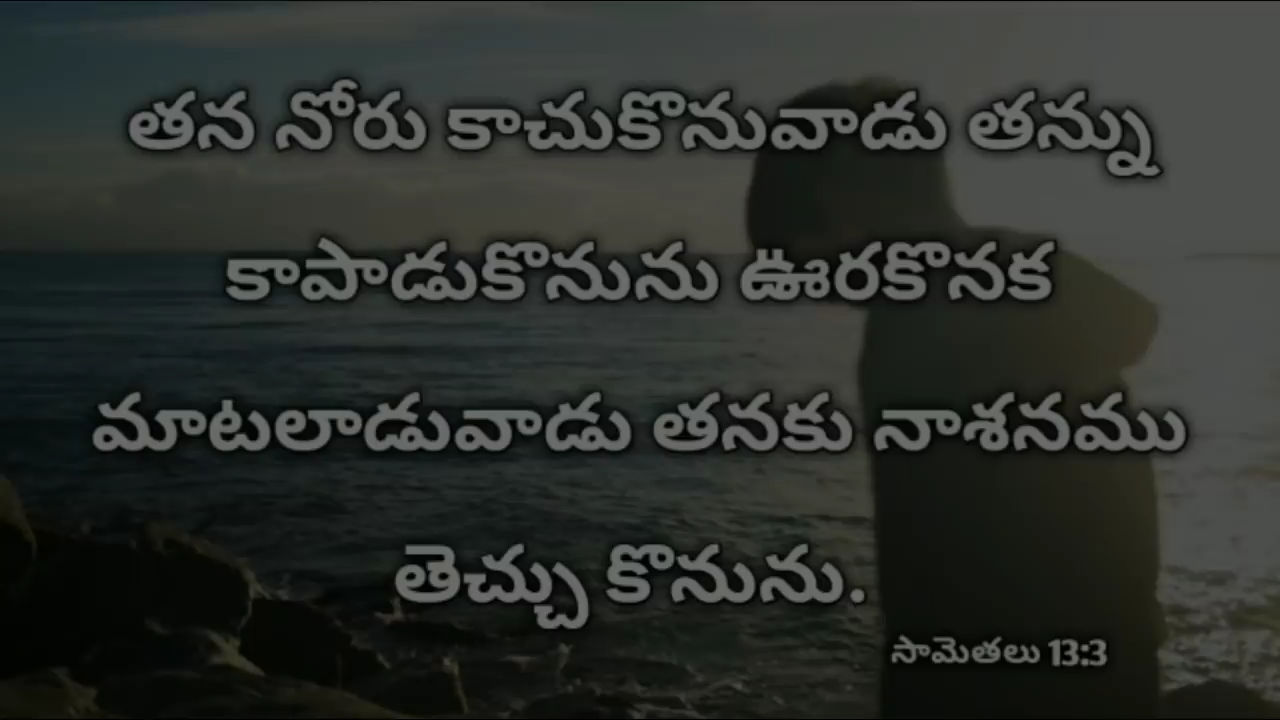 తన నోరు కాచుకొనువాడు తన్ను
కాపాడుకొనును ఊరకొనక
మాటలాడువాడు తనకు నాశనము
తెచ్చు కొనును.
సామెతలు 13:3